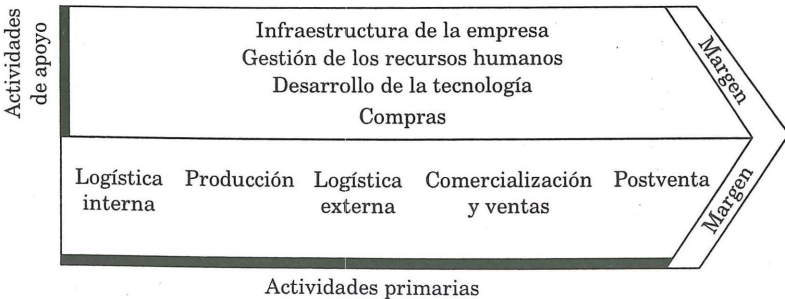 Actividades
de apoyo
Infraestructura de la empresa
Gestión de los recursos humanos
Desarrollo de la tecnología
Compras
Margen
Logística
interna
Producción
Logística
externa
Comercialización
y ventas
Postventa
Margen
Actividades primarias